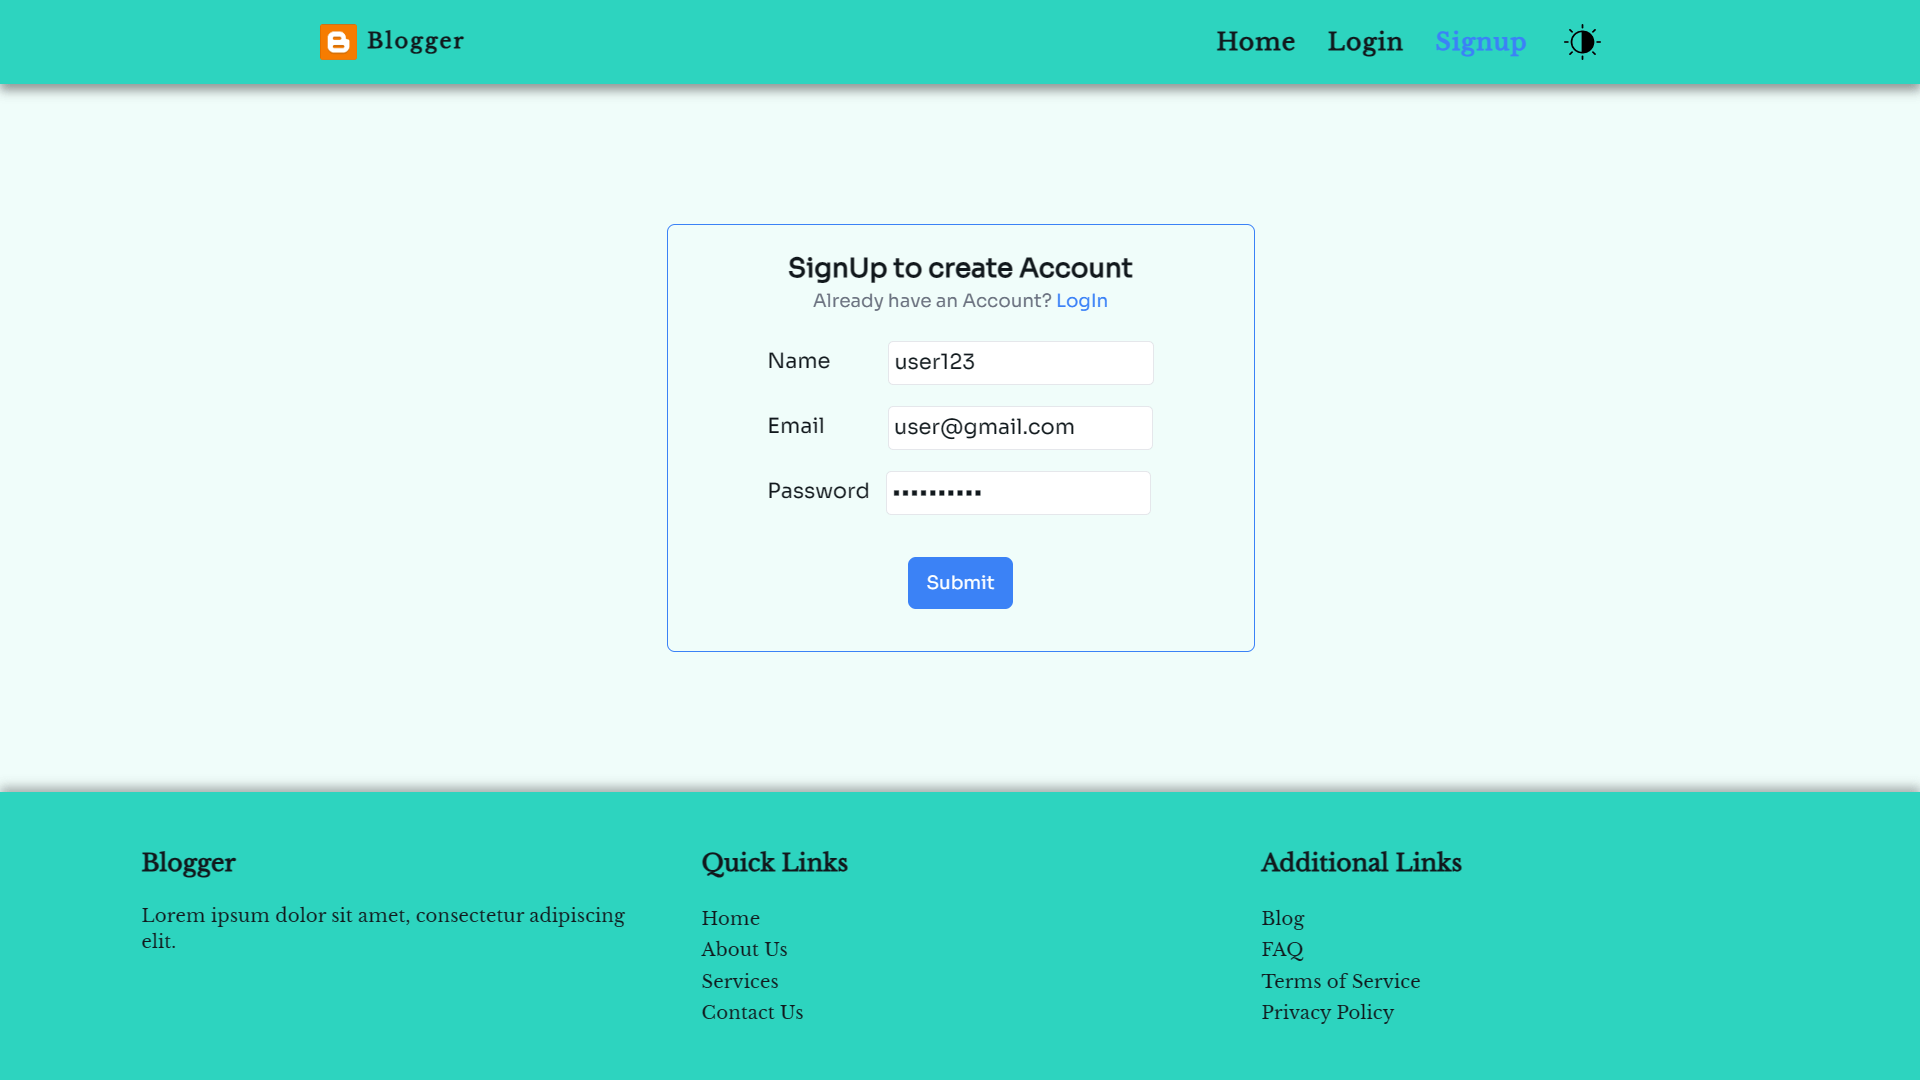 Blogger
Home
Login
Signup
SignUp to create Account
Already have an Account? LogIn
Name
user123
Email
user@gmail.com
Password
••••••••••
Submit
Blogger
Lorem ipsum dolor sit amet, consectetur adipiscing
elit.
Quick Links
Home
About Us
Services
Contact Us
Additional Links
Blog
FAQ
Terms of Service
Privacy Policy